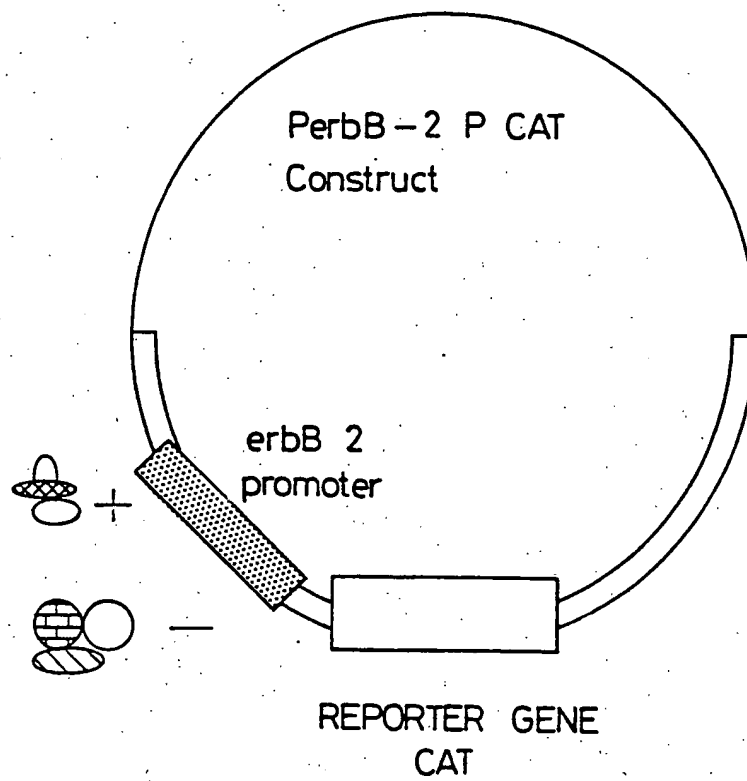 PerbB-2 P CAT
Construct
erbB 2
promoter
+
-
REPORTER GENE
CAT